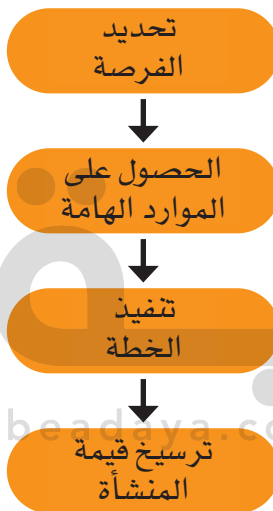 تحديد
الفرصة
الحصول على
الموارد الهامة
تنفيذ
الخطة
beadaya.co
ترسيخ قيمة
المنشأة